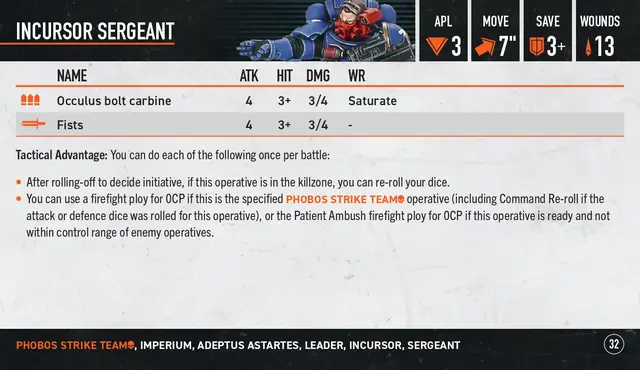 INCURSOR SERGEANT
APL
3
MOVE
7"
SAVE
3+
WOUNDS
13
NAME ATK HIT DMG WR
Occulus bolt carbine 4 3+ 3/4 Saturate
Fists 4 3+ 3/4 -
Tactical Advantage: You can do each of the following once per battle:
• After rolling-off to decide initiative, if this operative is in the killzone, you can re-roll your dice.
• You can use a firefight ploy for 0CP if this is the specified PHOBOS STRIKE TEAM operative (including Command Re-roll if the
attack or defence dice was rolled for this operative), or the Patient Ambush firefight ploy for 0CP if this operative is ready and not
within control range of enemy operatives.
PHOBOS STRIKE TEAM, IMPERIUM, ADEPTUS ASTARTES, LEADER, INCURSOR, SERGEANT
32